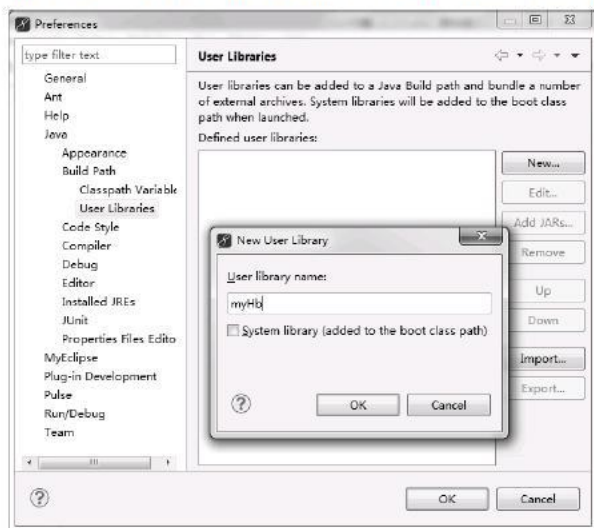 Preferences
type filter text
General
Ant
Help
Java
Appearance
Build Path
Classpath Variable
User Libraries
Code Style
Compiler
Debug
Editor
Installed JREs
JUnit
Properties Files Edito
MyEclipse
Plug-in Development
Pulse
Run/Debug
Team
User Libraries
User libraries can be added to a Java Build path and bundle a number
of external archives. System libraries will be added to the boot class
path when launched.
Defined user libraries:
New...
Edit...
Add JARs...
Remove
Up
Down
Import...
Export...
New User Library
User library name:
myHb
System library (added to the boot class path)
OK
Cancel
OK
Cancel